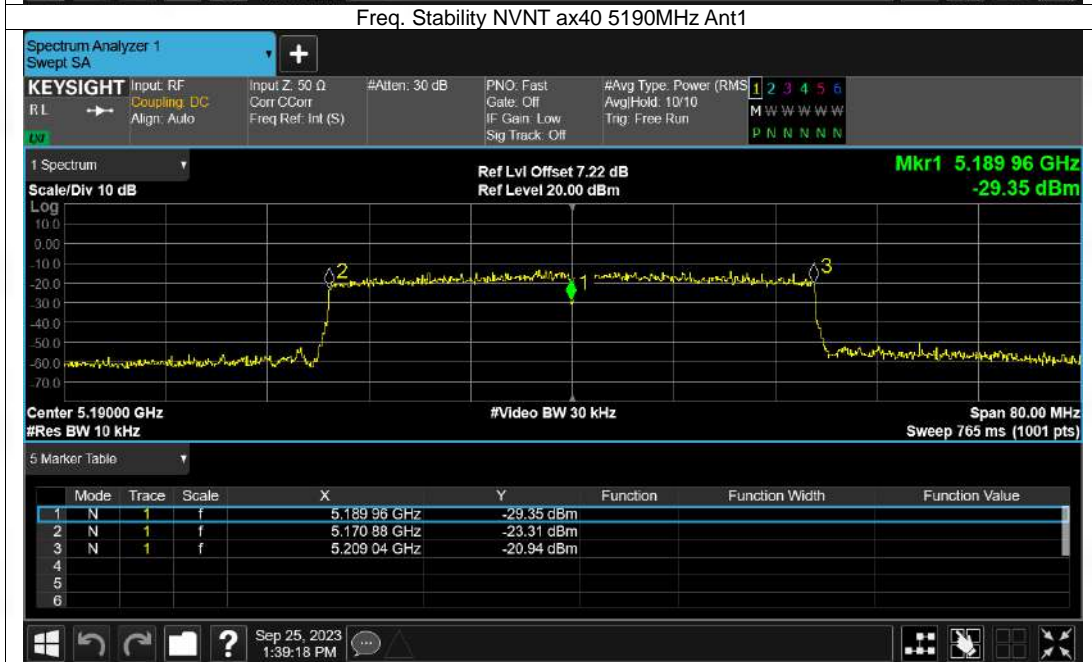 Freq. Stability NVNT ax40 5190MHz Ant1
Spectrum Analyzer 1
Swept SA
+
KEYSIGHT Input: RF Input Z: 50 Ω #Atten: 30 dB PNO: Fast #Avg Type: Power (RMS 1 2 3 4 5 6
RL Coupling: DC Corr CCorr Gate: Off Avg|Hold: 10/10 M W W W W W
Align: Auto Freq Ref: Int (S) IF Gain: Low Trig: Free Run
LXI Sig Track: Off P N N N N N
1 Spectrum Ref Lvl Offset 7.22 dB Mkr1 5.189 96 GHz
Scale/Div 10 dB Ref Level 20.00 dBm -29.35 dBm
Log
10.0
0.00
-10.0
2 3
-20.0
1
-30.0
-40.0
-50.0
-60.0
-70.0
Center 5.19000 GHz #Video BW 30 kHz Span 80.00 MHz
#Res BW 10 kHz Sweep 765 ms (1001 pts)
5 Marker Table
Mode Trace Scale X Y Function Function Width Function Value
1 N 1 f 5.189 96 GHz -29.35 dBm
2 N 1 f 5.170 88 GHz -23.31 dBm
3 N 1 f 5.209 04 GHz -20.94 dBm
4
5
6
? Sep 25, 2023
1:39:18 PM